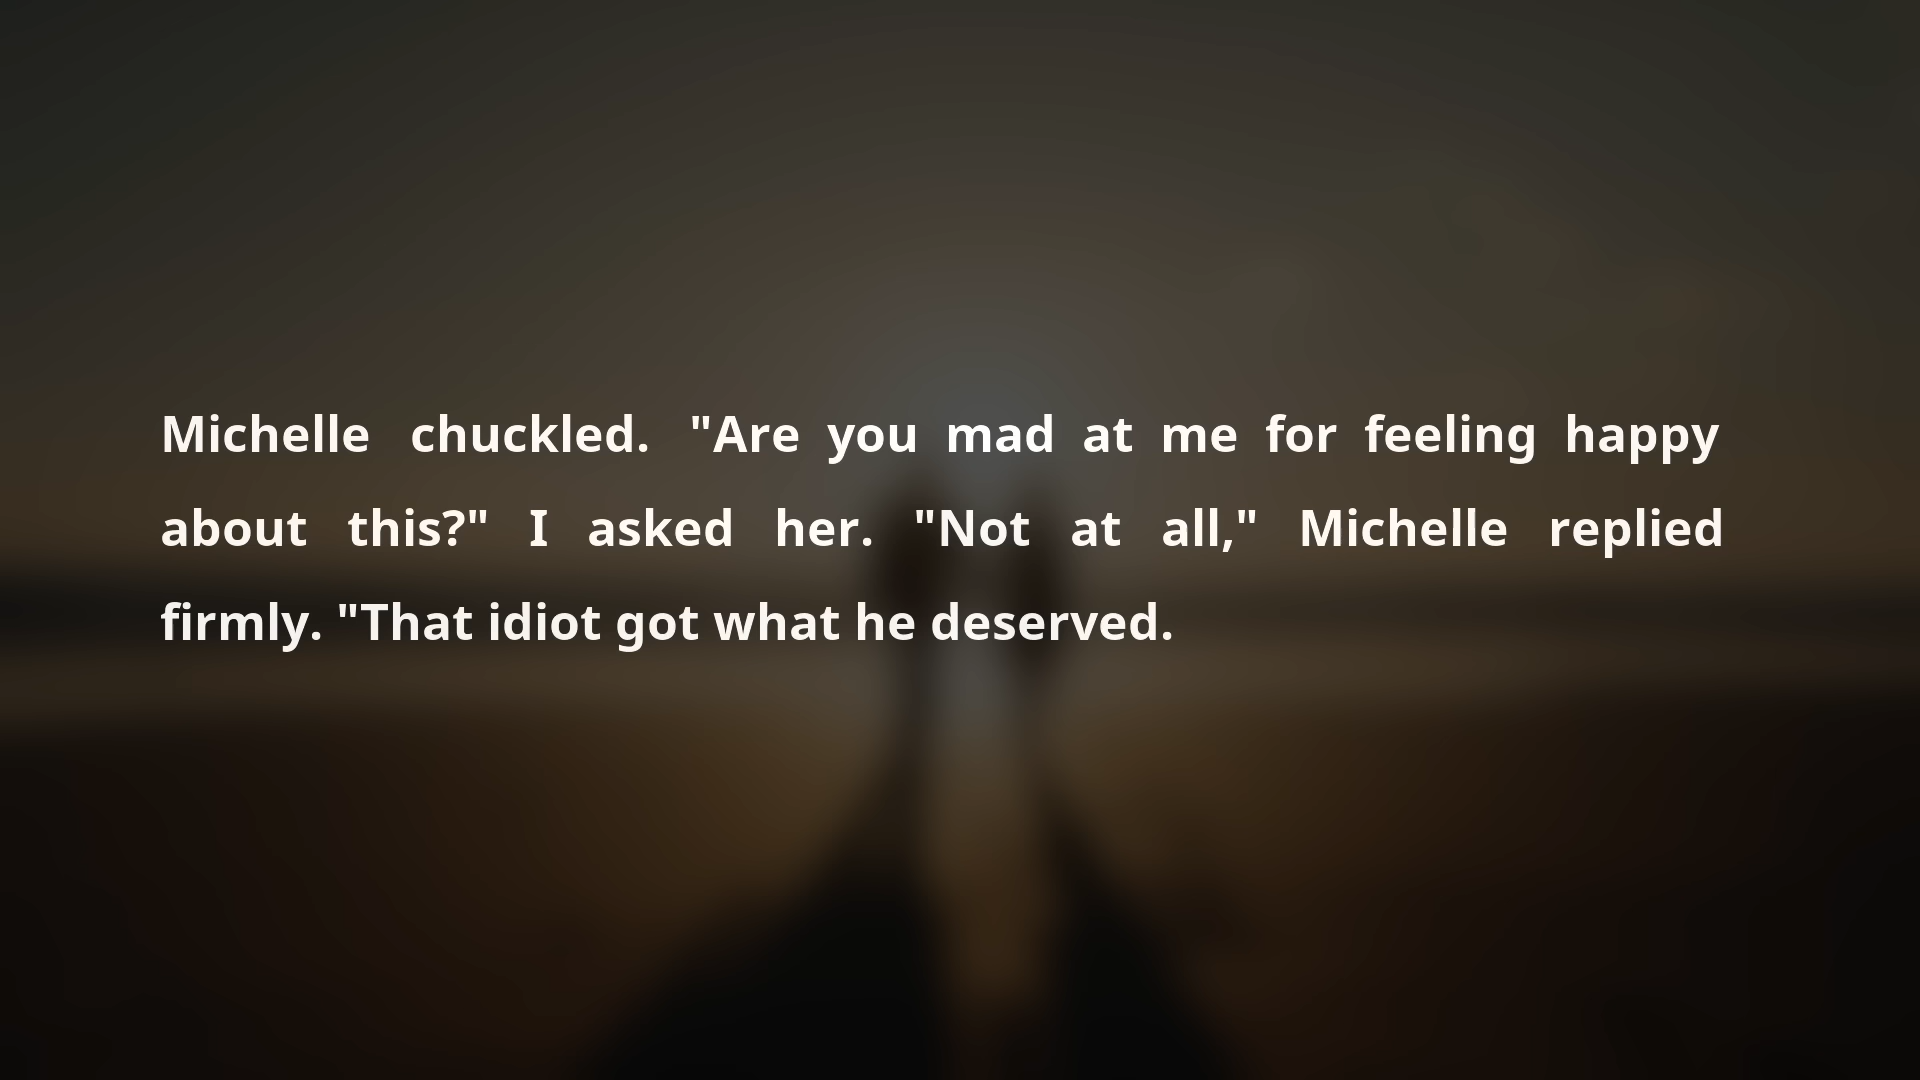 Michelle chuckled. "Are you mad at me for feeling happy
about this?" I asked her. "Not at all," Michelle replied
firmly. "That idiot got what he deserved.